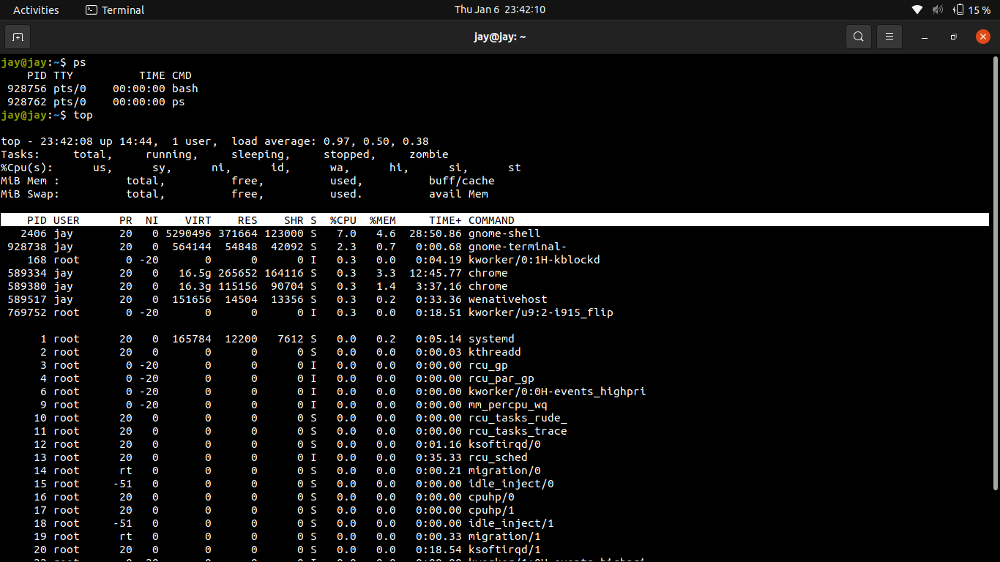 Activities Terminal Thu Jan 6 23:42:10 15 %
jay@jay: ~
jay@jay:~$ ps
    PID TTY          TIME CMD
 928756 pts/0    00:00:00 bash
 928762 pts/0    00:00:00 ps
jay@jay:~$ top
top - 23:42:08 up 14:44,  1 user,  load average: 0.97, 0.50, 0.38
Tasks:     total,     running,     sleeping,     stopped,     zombie
%Cpu(s):      us,      sy,      ni,      id,      wa,      hi,      si,      st
MiB Mem :          total,          free,          used,          buff/cache
MiB Swap:          total,          free,          used.          avail Mem
    PID USER      PR  NI    VIRT    RES    SHR S  %CPU  %MEM     TIME+ COMMAND
   2406 jay       20   0 5290496 371664 123000 S   7.0   4.6  28:50.86 gnome-shell
 928738 jay       20   0  564144  54848  42092 S   2.3   0.7   0:00.68 gnome-terminal-
    168 root       0 -20       0      0      0 I   0.3   0.0   0:04.19 kworker/0:1H-kblockd
 589334 jay       20   0   16.5g 265652 164116 S   0.3   3.3  12:45.77 chrome
 589380 jay       20   0   16.3g 115156  90704 S   0.3   1.4   3:37.16 chrome
 589517 jay       20   0  151656  14504  13356 S   0.3   0.2   0:33.36 wenativehost
 769752 root       0 -20       0      0      0 I   0.3   0.0   0:18.51 kworker/u9:2-i915_flip
      1 root      20   0  165784  12200   7612 S   0.0   0.2   0:05.14 systemd
      2 root      20   0       0      0      0 S   0.0   0.0   0:00.03 kthreadd
      3 root       0 -20       0      0      0 I   0.0   0.0   0:00.00 rcu_gp
      4 root       0 -20       0      0      0 I   0.0   0.0   0:00.00 rcu_par_gp
      6 root       0 -20       0      0      0 I   0.0   0.0   0:00.00 kworker/0:0H-events_highpri
      9 root       0 -20       0      0      0 I   0.0   0.0   0:00.00 mm_percpu_wq
     10 root      20   0       0      0      0 S   0.0   0.0   0:00.00 rcu_tasks_rude_
     11 root      20   0       0      0      0 S   0.0   0.0   0:00.00 rcu_tasks_trace
     12 root      20   0       0      0      0 S   0.0   0.0   0:01.16 ksoftirqd/0
     13 root      20   0       0      0      0 I   0.0   0.0   0:35.33 rcu_sched
     14 root      rt   0       0      0      0 S   0.0   0.0   0:00.21 migration/0
     15 root     -51   0       0      0      0 S   0.0   0.0   0:00.00 idle_inject/0
     16 root      20   0       0      0      0 S   0.0   0.0   0:00.00 cpuhp/0
     17 root      20   0       0      0      0 S   0.0   0.0   0:00.00 cpuhp/1
     18 root     -51   0       0      0      0 S   0.0   0.0   0:00.00 idle_inject/1
     19 root      rt   0       0      0      0 S   0.0   0.0   0:00.33 migration/1
     20 root      20   0       0      0      0 S   0.0   0.0   0:18.54 ksoftirqd/1